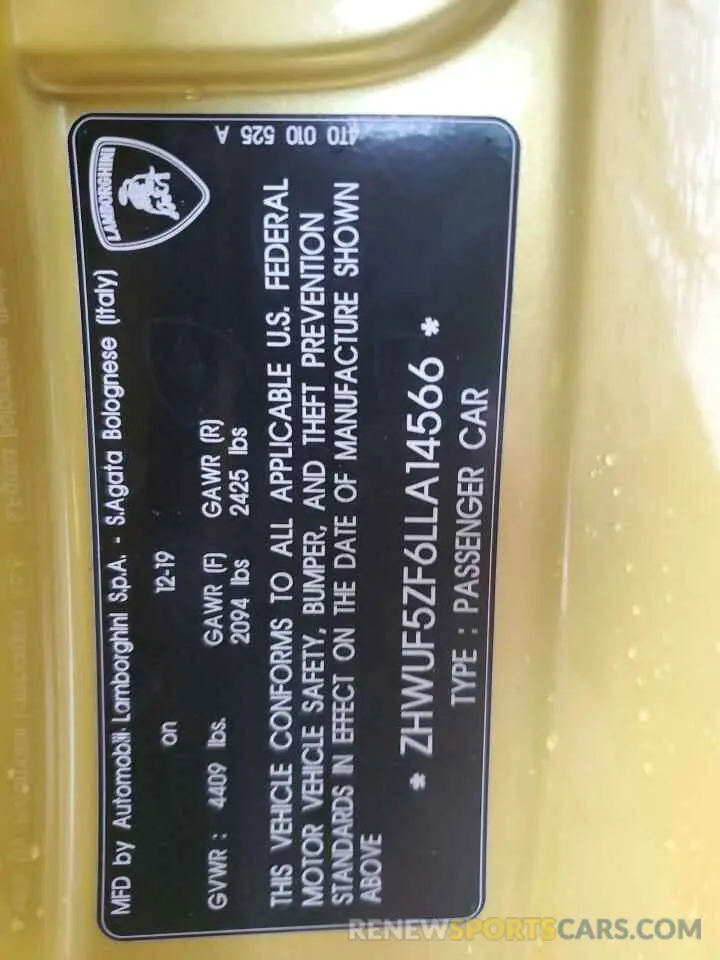 LAMBORGHINI
4T0 010 525 A
MFD by Automobili Lamborghini S.p.A. - S.Agata Bolognese (Italy)
on 12-19
GVWR : 4409 lbs. GAWR (F) GAWR (R)
2094 lbs 2425 lbs
THIS VEHICLE CONFORMS TO ALL APPLICABLE U.S. FEDERAL
MOTOR VEHICLE SAFETY, BUMPER, AND THEFT PREVENTION
STANDARDS IN EFFECT ON THE DATE OF MANUFACTURE SHOWN
ABOVE
* ZHWUF5ZF6LLA14566 *
TYPE : PASSENGER CAR
RENEWSPORTSCARS.COM